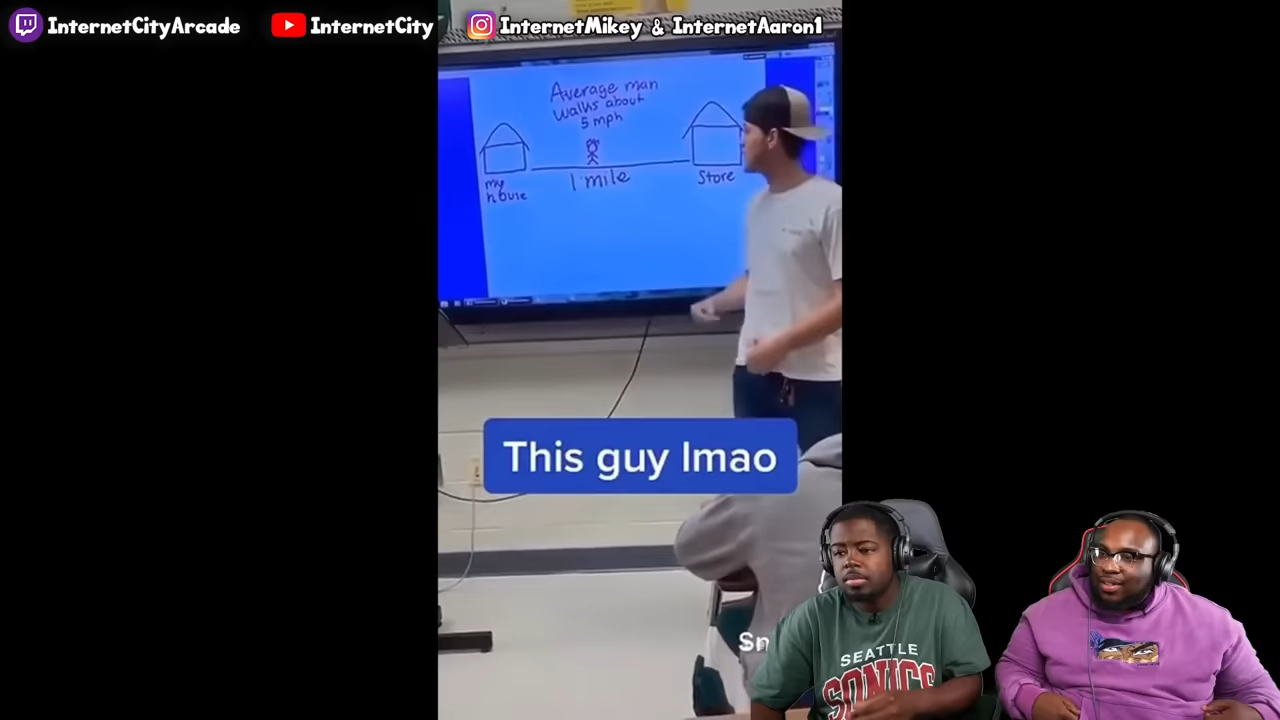 InternetCityArcade
InternetCity
InternetMikey & InternetAaron1
Average man
walks about
5 mph
my
house
1 mile
Store
This guy lmao
Sn
SEATTLE
SONICS